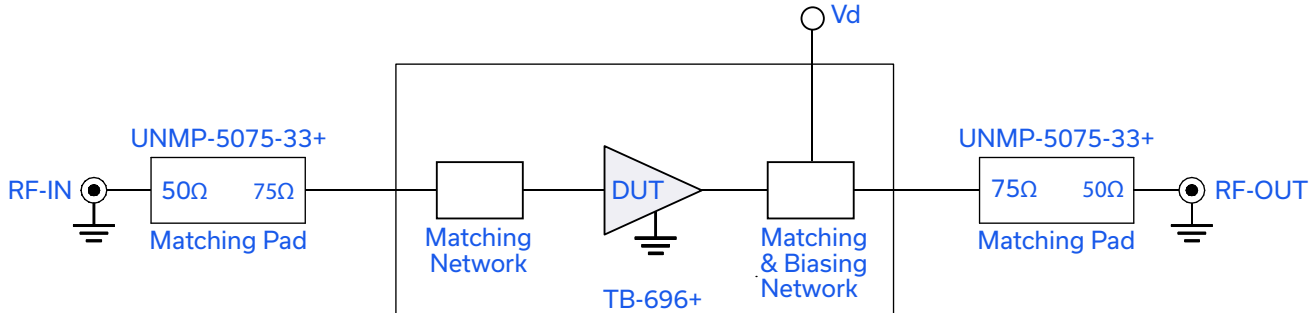 Vd
UNMP-5075-33+
UNMP-5075-33+
RF-IN
50Ω
75Ω
DUT
75Ω
50Ω
RF-OUT
Matching Pad
Matching
Network
Matching
& Biasing
Network
Matching Pad
TB-696+